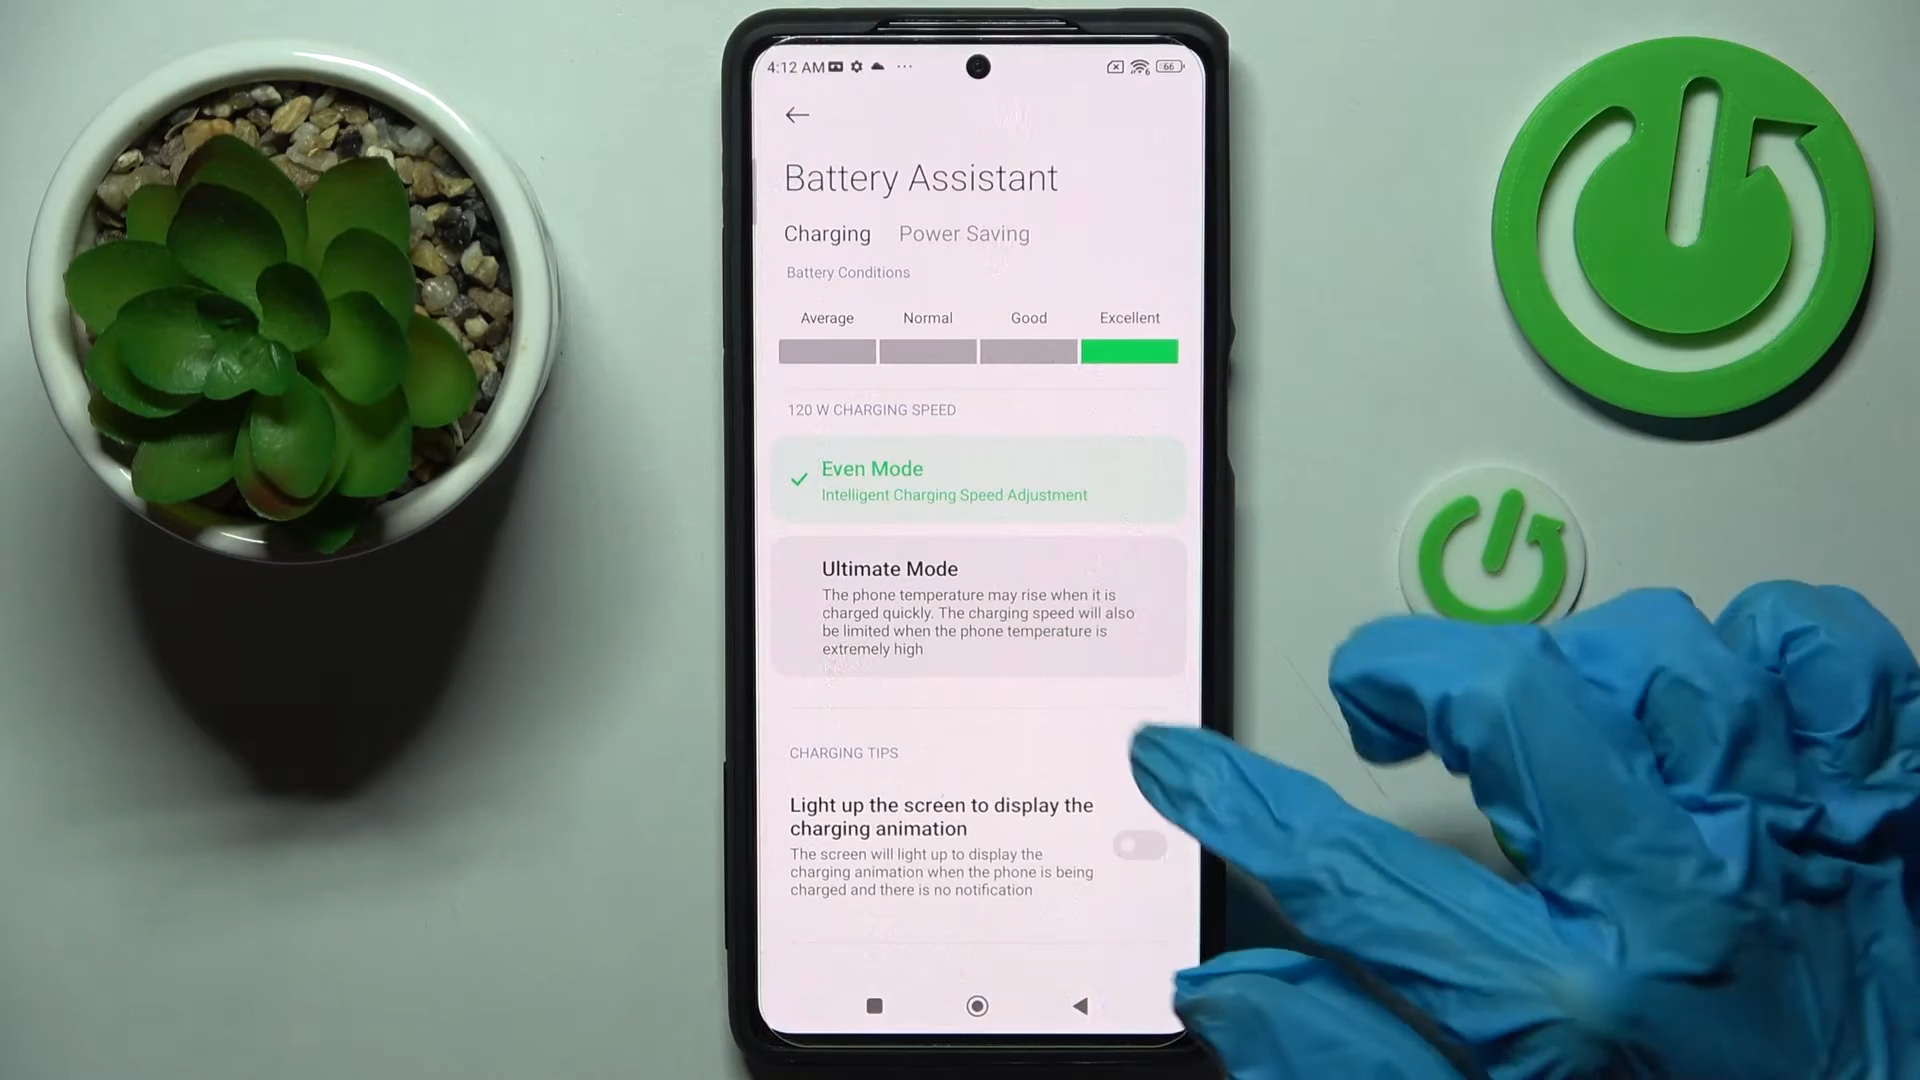 4:12 AM ... 66
Battery Assistant
Charging Power Saving
Battery Conditions
Average Normal Good Excellent
120 W CHARGING SPEED
Even Mode
Intelligent Charging Speed Adjustment
Ultimate Mode
The phone temperature may rise when it is
charged quickly. The charging speed will also
be limited when the phone temperature is
extremely high
CHARGING TIPS
Light up the screen to display the
charging animation
The screen will light up to display the
charging animation when the phone is being
charged and there is no notification